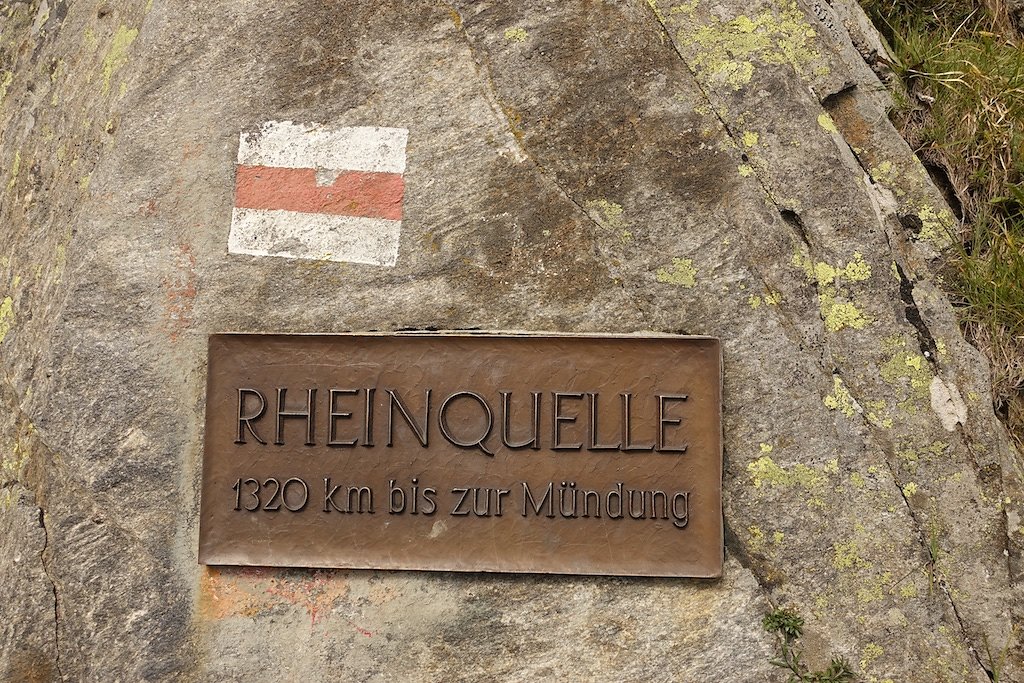 RHEINQUELLE
1320 km bis zur Mündung